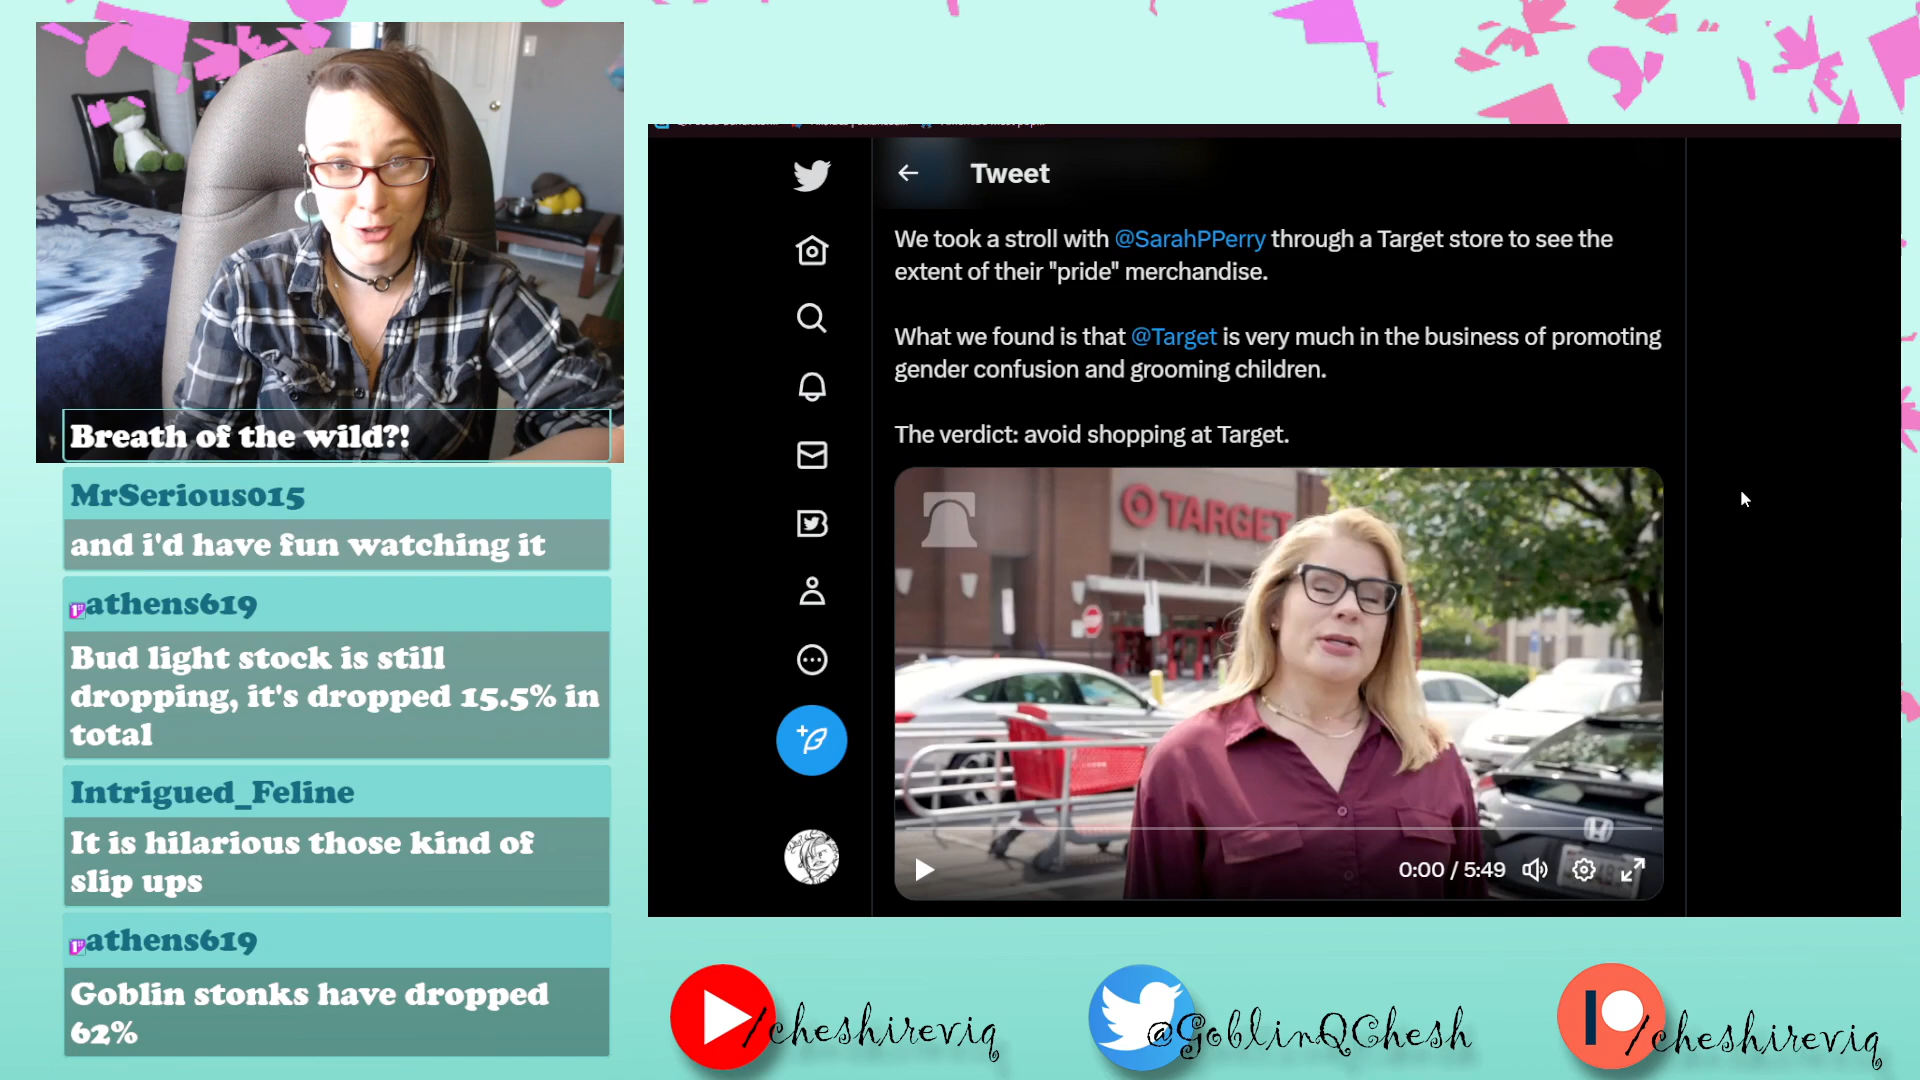 Breath of the wild?!
MrSerious015
and i'd have fun watching it
athens619
Bud light stock is still
dropping, it's dropped 15.5% in
total
Intrigued_Feline
It is hilarious those kind of
slip ups
athens619
Goblin stonks have dropped
62%
Tweet
We took a stroll with @SarahPPerry through a Target store to see the
extent of their "pride" merchandise.
What we found is that @Target is very much in the business of promoting
gender confusion and grooming children.
The verdict: avoid shopping at Target.
TARGET
0:00 / 5:49
/cheshireviq
@GoblinQChesh
/cheshireviq